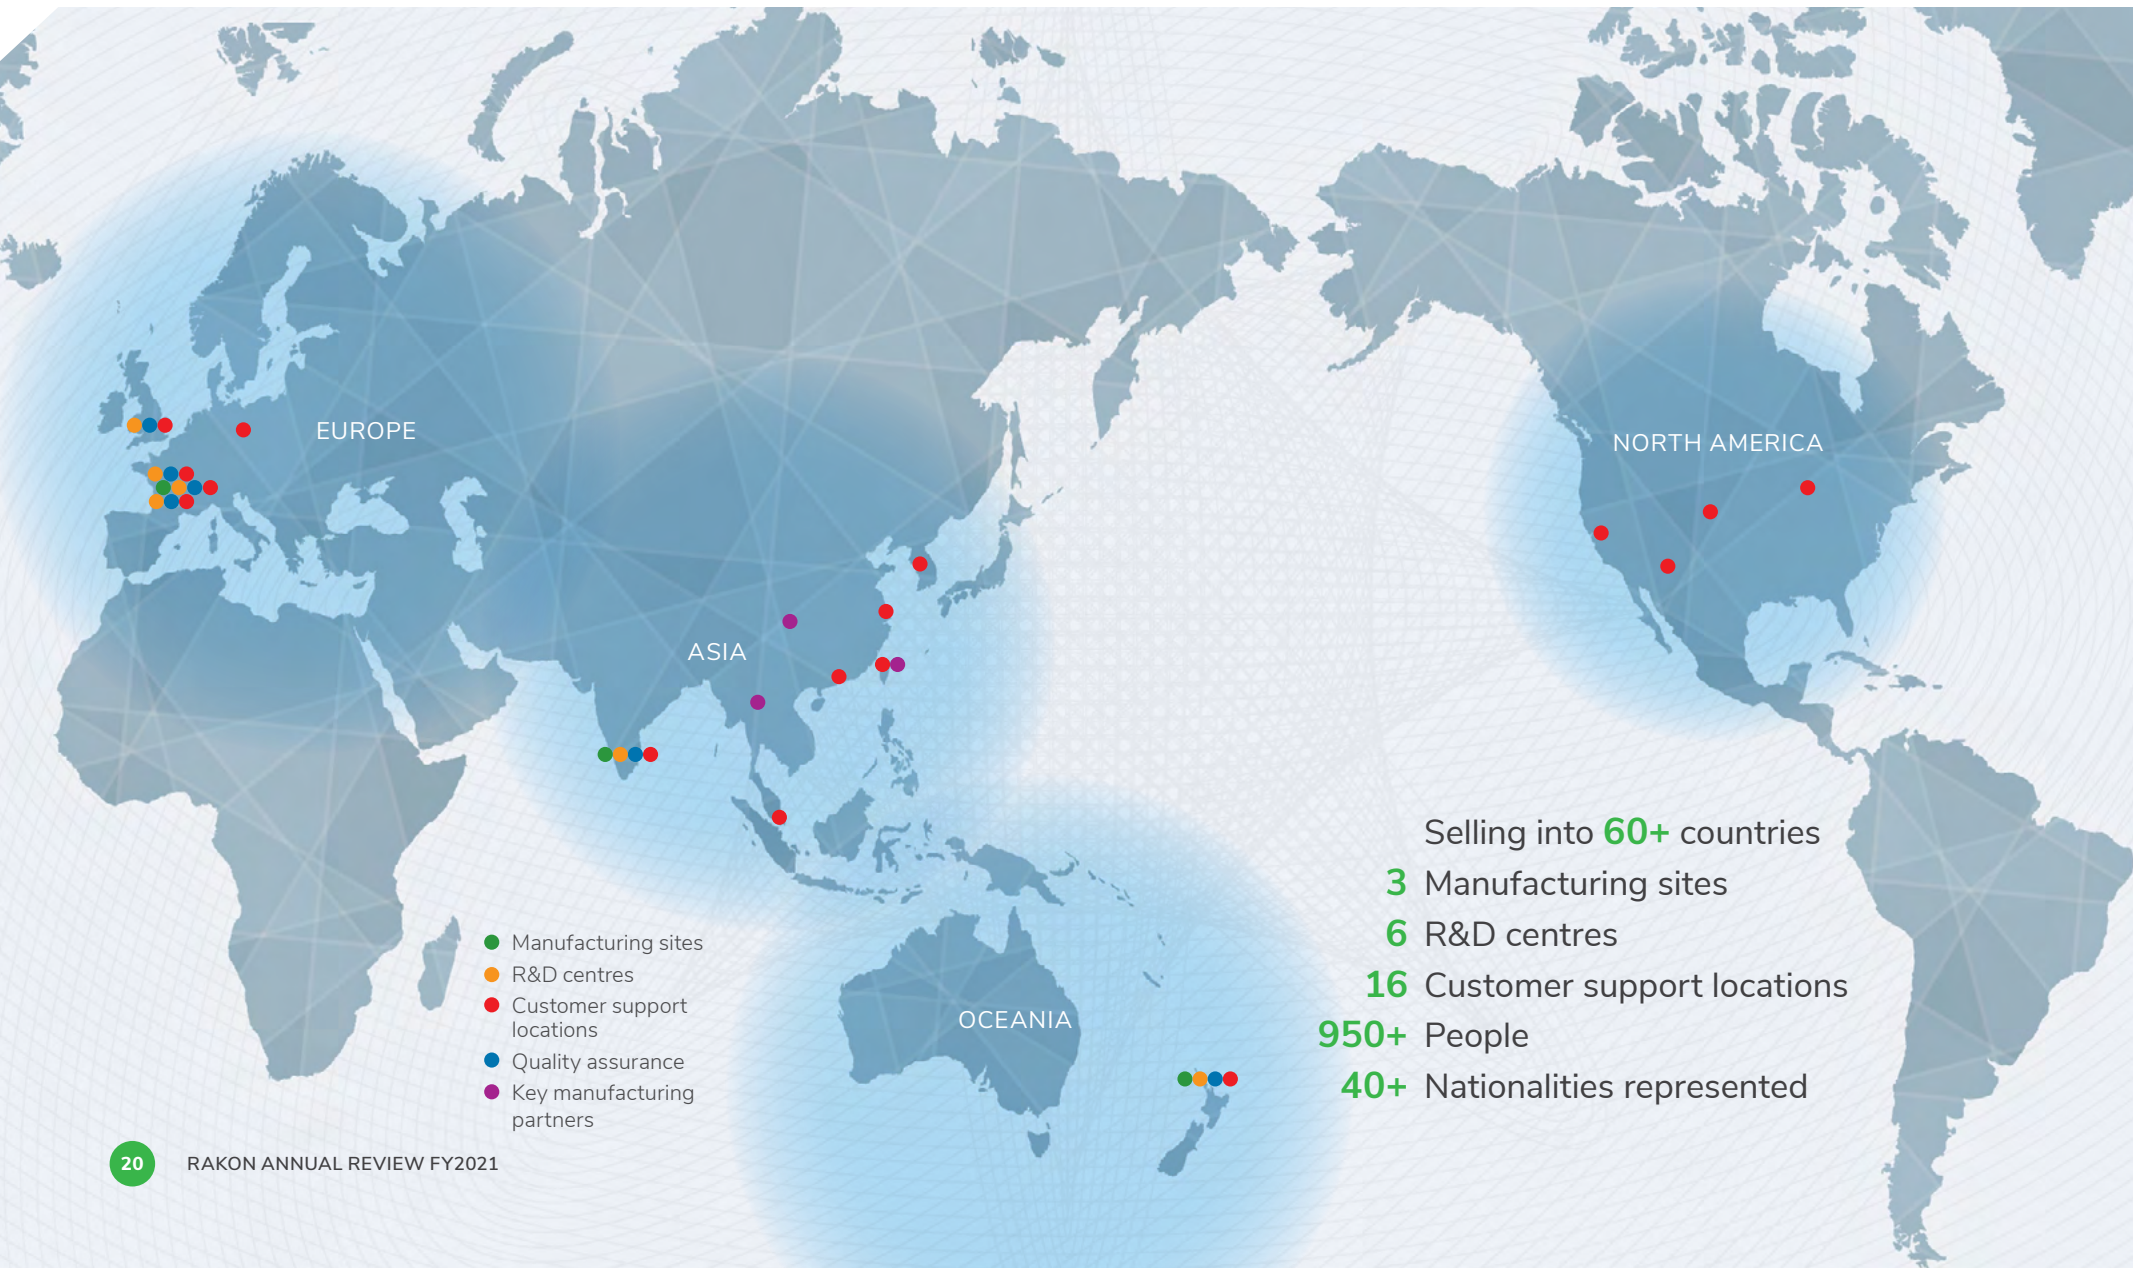 EUROPE
NORTH AMERICA
ASIA
OCEANIA
Selling into 60+ countries
3 Manufacturing sites
6 R&D centres
16 Customer support locations
950+ People
40+ Nationalities represented
Manufacturing sites
R&D centres
Customer support
locations
Quality assurance
Key manufacturing
partners
20 RAKON ANNUAL REVIEW FY2021